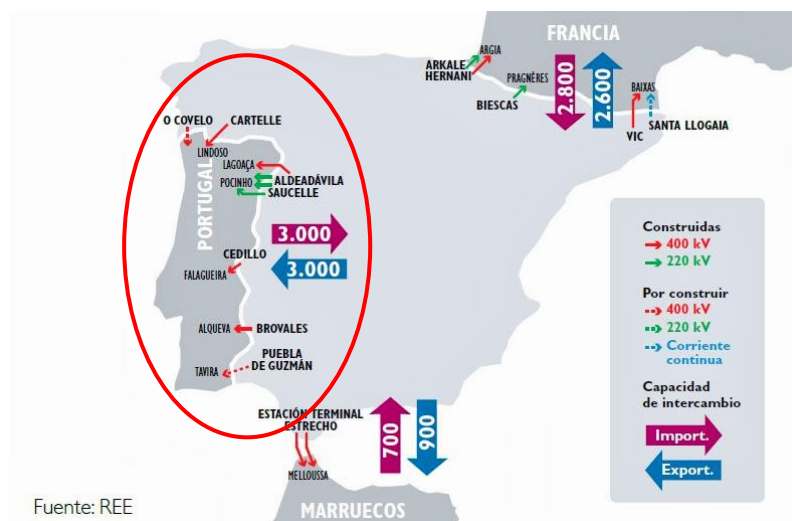 FRANCIA
ARGIA
ARKALE
HERNANI
PRAGNÈRES
BIESCAS
2.800
2.600
BAIXAS
SANTA LLOGAIA
VIC
O COVELO
CARTELLE
LINDOSO
LAGOAÇA
ALDEADÁVILA
POCINHO
SAUCELLE
PORTUGAL
3.000
3.000
CEDILLO
FALAGUEIRA
ALQUEVA
BROVALES
PUEBLA
DE GUZMÁN
TAVIRA
ESTACIÓN TERMINAL
ESTRECHO
700
900
MELLOUSSA
MARRUECOS
Construidas
400 kV
220 kV
Por construir
400 kV
220 kV
Corriente
continua
Capacidad
de intercambio
Import.
Export.
Fuente: REE